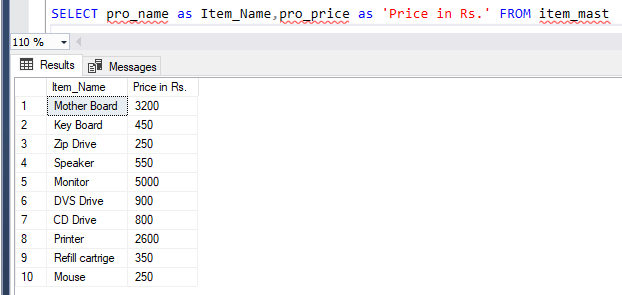 SELECT pro_name as Item_Name,pro_price as 'Price in Rs.' FROM item_mast
110 %
Results Messages
Item_Name Price in Rs.
1 Mother Board 3200
2 Key Board 450
3 Zip Drive 250
4 Speaker 550
5 Monitor 5000
6 DVS Drive 900
7 CD Drive 800
8 Printer 2600
9 Refill cartrige 350
10 Mouse 250